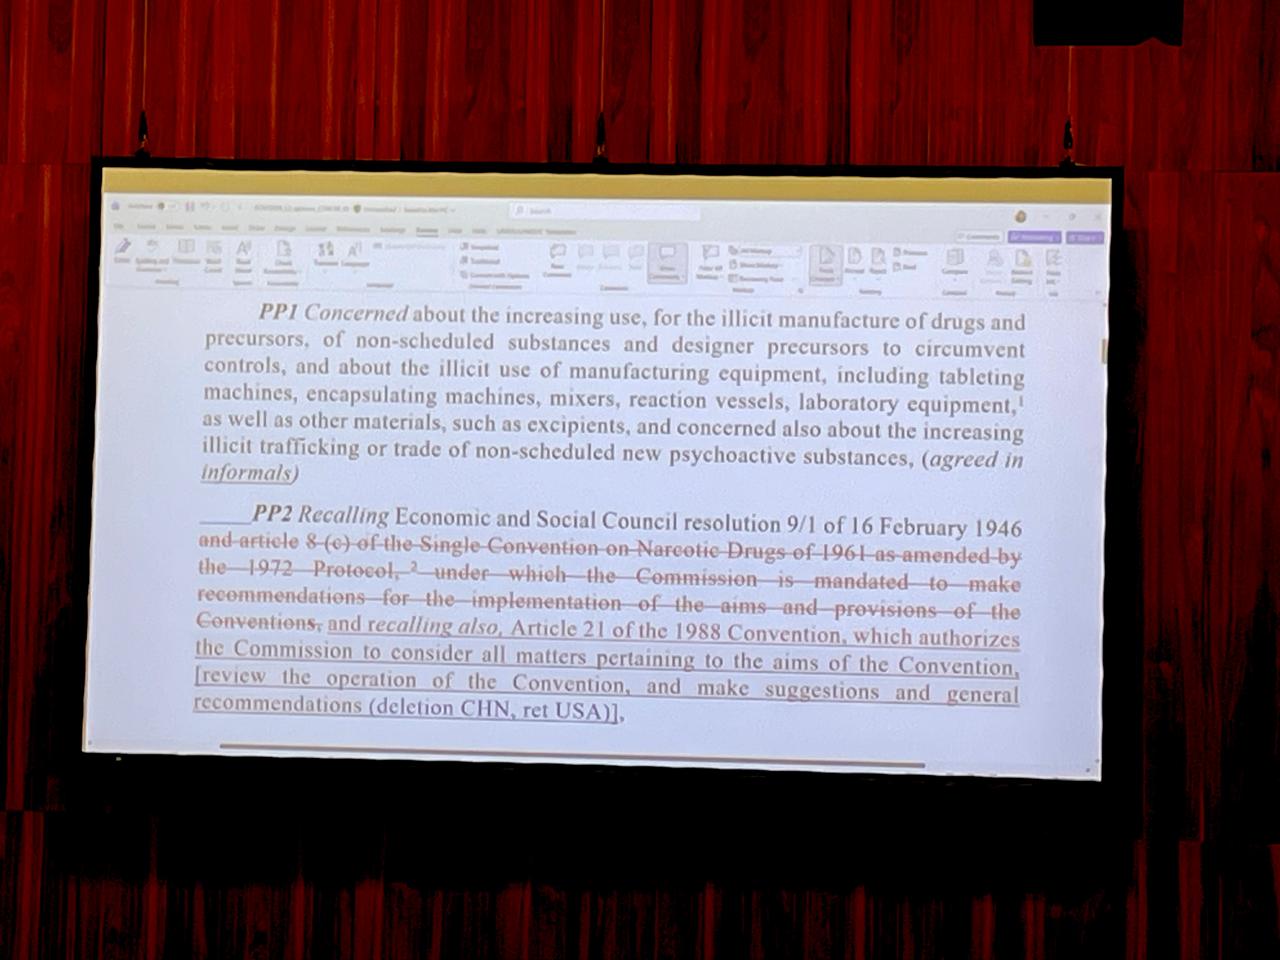 Search
PP1 Concerned about the increasing use, for the illicit manufacture of drugs and
precursors, of non-scheduled substances and designer precursors to circumvent
controls, and about the illicit use of manufacturing equipment, including tableting
machines, encapsulating machines, mixers, reaction vessels, laboratory equipment,¹
as well as other materials, such as excipients, and concerned also about the increasing
illicit trafficking or trade of non-scheduled new psychoactive substances, (agreed in
informals)
PP2 Recalling Economic and Social Council resolution 9/1 of 16 February 1946
and article 8 (c) of the Single Convention on Narcotic Drugs of 1961 as amended by
the 1972 Protocol, ² under which the Commission is mandated to make
recommendations for the implementation of the aims and provisions of the
Conventions, and recalling also, Article 21 of the 1988 Convention, which authorizes
the Commission to consider all matters pertaining to the aims of the Convention,
[review the operation of the Convention, and make suggestions and general
recommendations (deletion CHN, ret USA)],